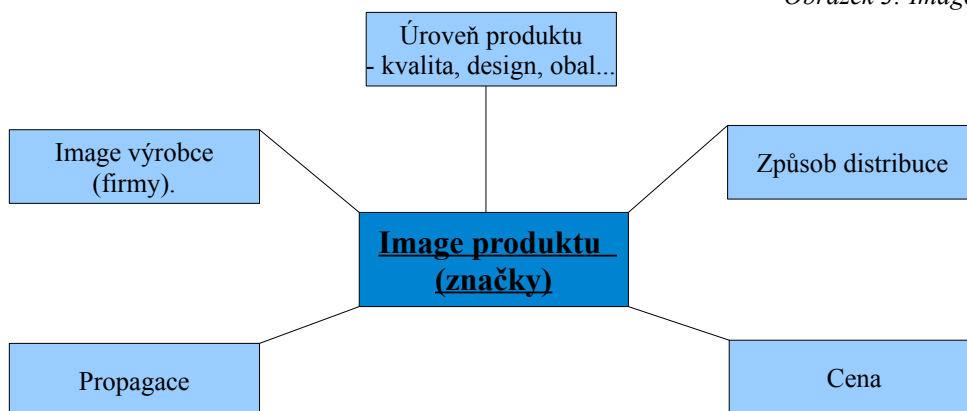 Obrázek 3: Image
Úroveň produktu
- kvalita, design, obal...
Image výrobce
(firmy).
Způsob distribuce
Image produktu
(značky)
Propagace
Cena